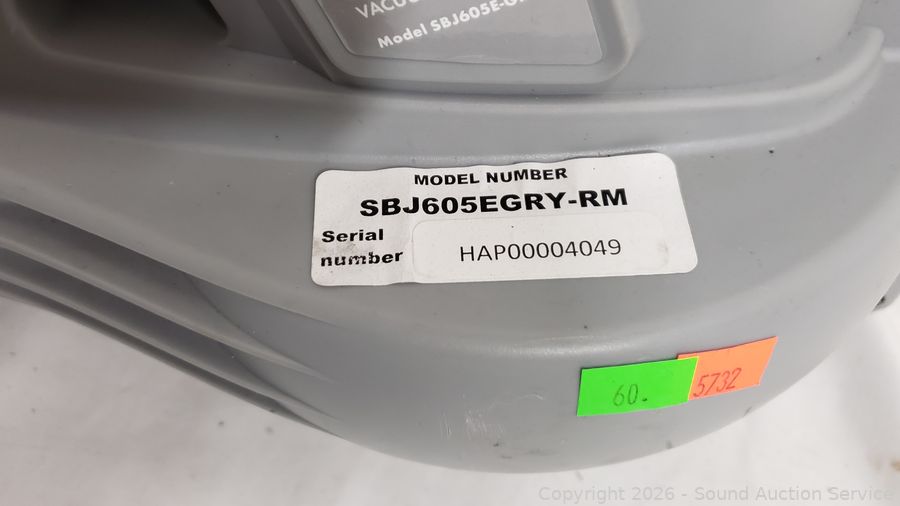 Model SBJ605E-G
MODEL NUMBER
SBJ605EGRY-RM
Serial
number
HAP00004049
60.
5732
Copyright 2026 - Sound Auction Service